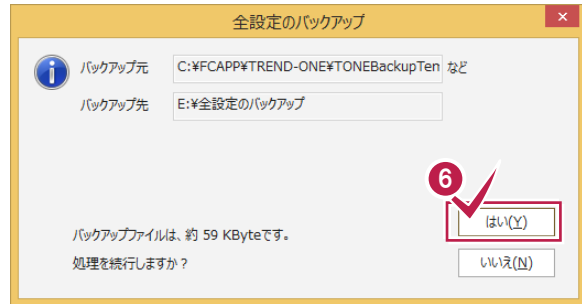 全設定のバックアップ
バックアップ元 C:¥FCAPP¥TREND-ONE¥TONEBackupTen など
バックアップ先 E:¥全設定のバックアップ
6
はい(Y)
バックアップファイルは、約 59 KByteです。
処理を続行しますか？
いいえ(N)